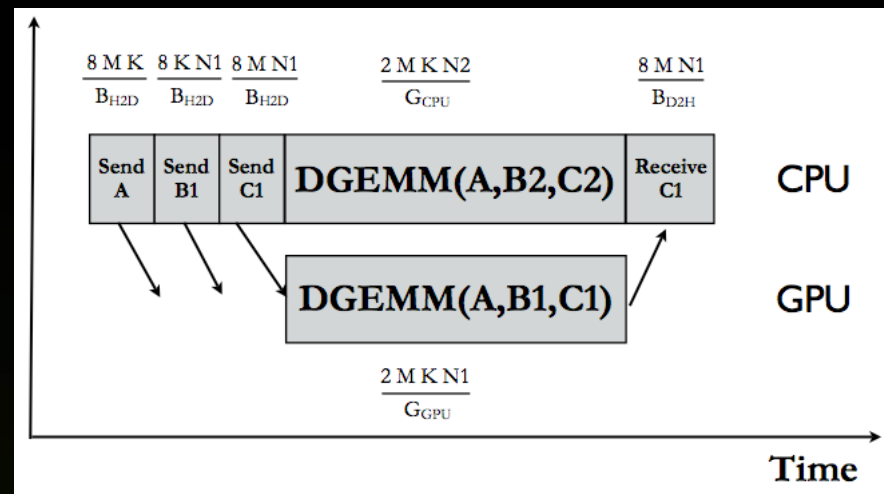 8 M K 8 K N1 8 M N1 2 M K N2 8 M N1
B_H2D B_H2D B_H2D G_CPU B_D2H
Send A
Send B1
Send C1
DGEMM(A,B2,C2)
Receive C1
CPU
DGEMM(A,B1,C1)
GPU
2 M K N1
G_GPU
Time